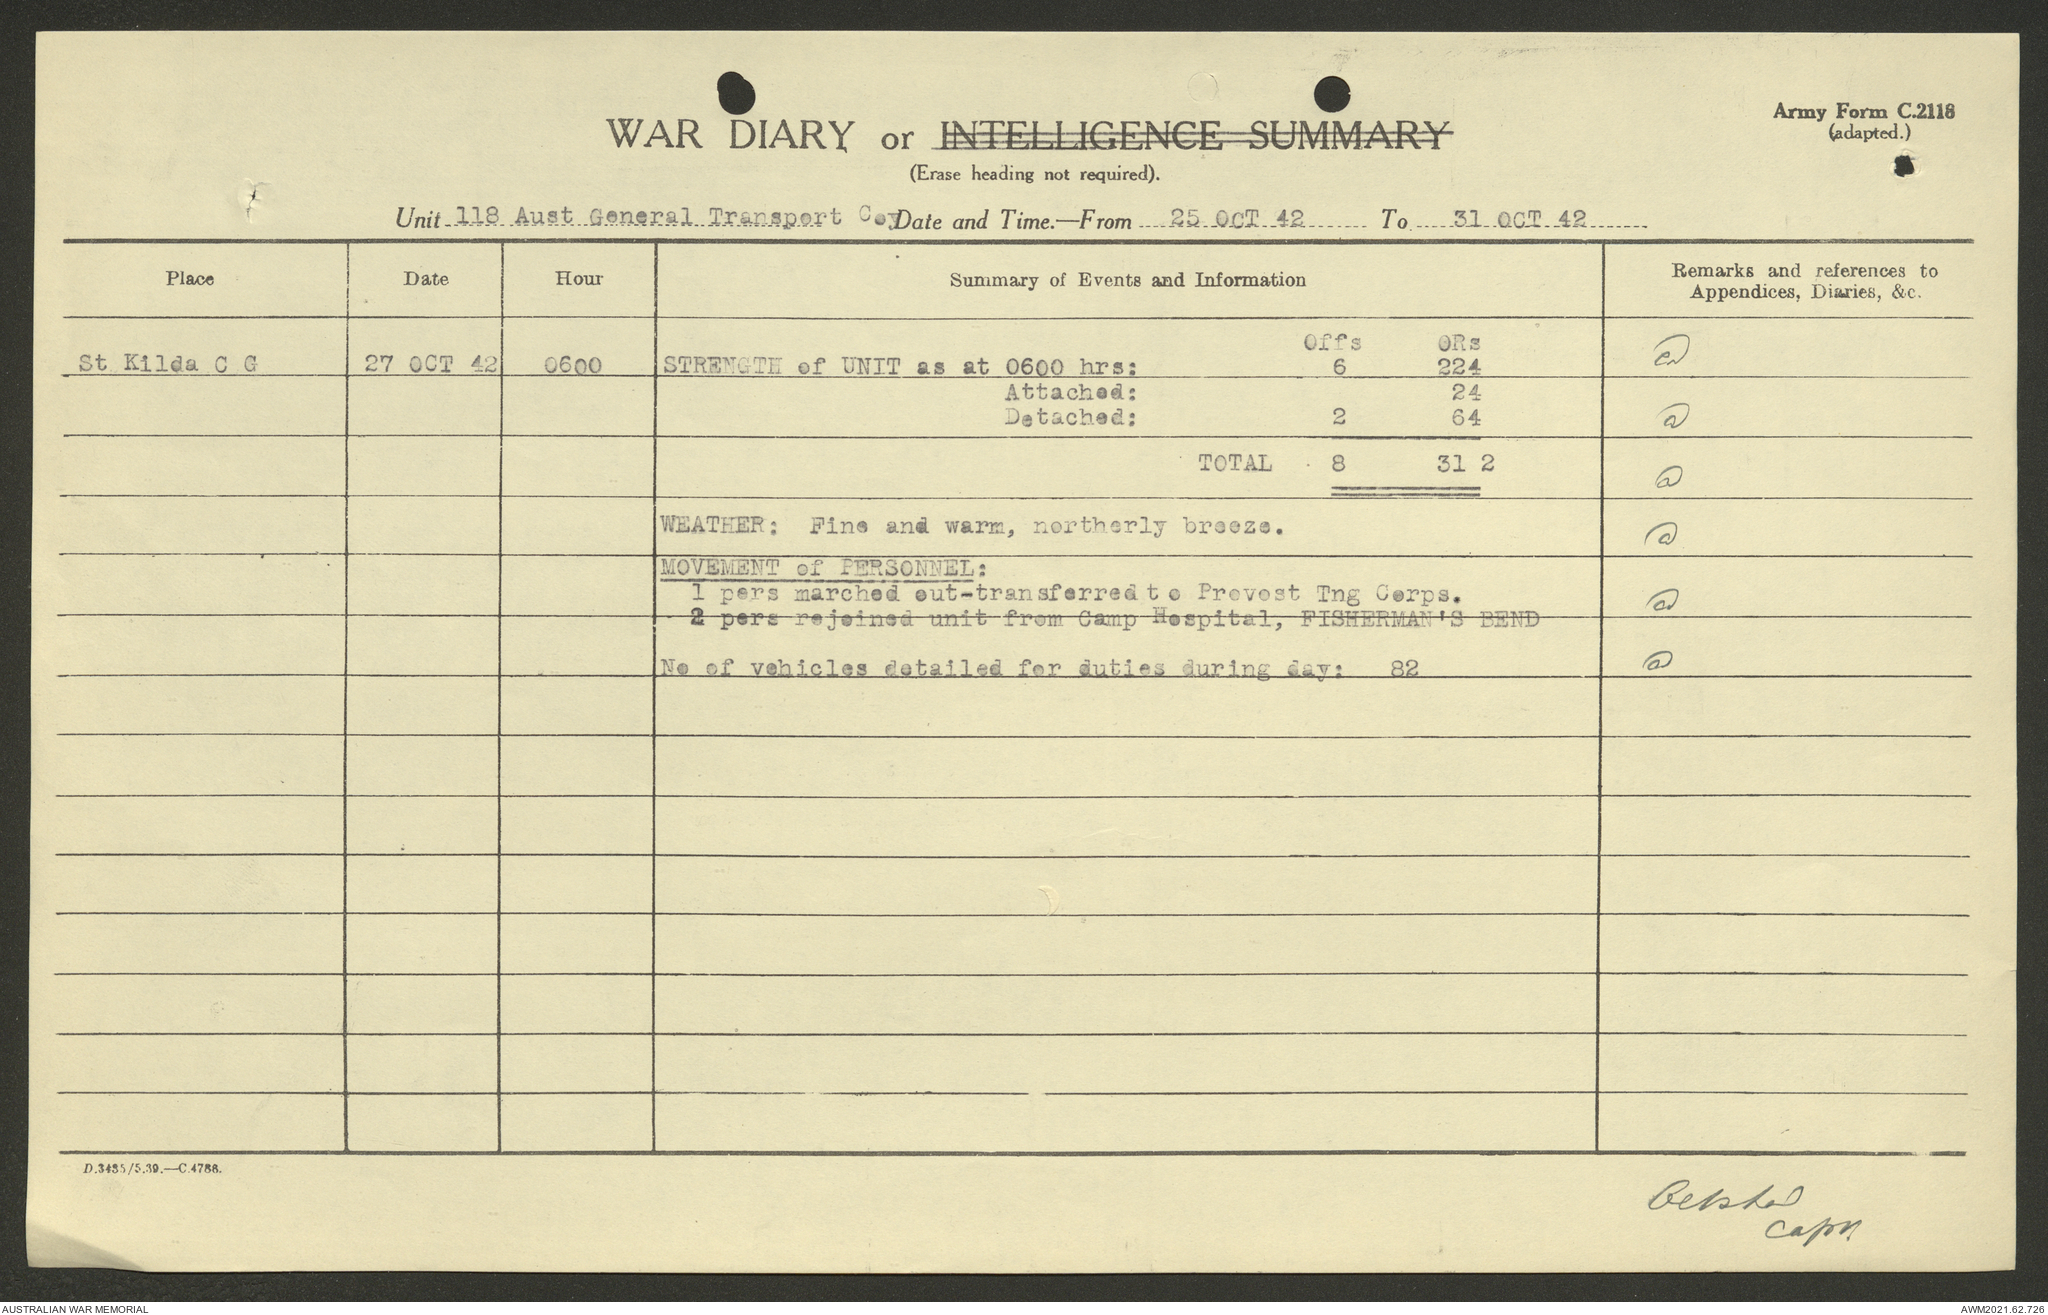 Army Form C.2118
(adapted.)
WAR DIARY or INTELLIGENCE SUMMARY
(Erase heading not required).
Unit 118 Aust General Transport Coy Date and Time.—From 25 OCT 42 To 31 OCT 42
Place Date Hour Summary of Events and Information Remarks and references to
Appendices, Diaries, &c.
Offs ORs
St Kilda C G 27 OCT 42 0600 STRENGTH of UNIT as at 0600 hrs: 6 224
Attached: 24
Detached: 2 64
TOTAL 8 31 2
WEATHER: Fine and warm, northerly breeze.
MOVEMENT of PERSONNEL:
1 pers marched out-transferred t o Provost Tng Corps.
2 pers rejoined unit from Camp Hospital, FISHERMAN'S BEND
No of vehicles detailed for duties during day: 82
D.3435/5.39.—C.4786.
Capt
AUSTRALIAN WAR MEMORIAL AWM2021.62.726